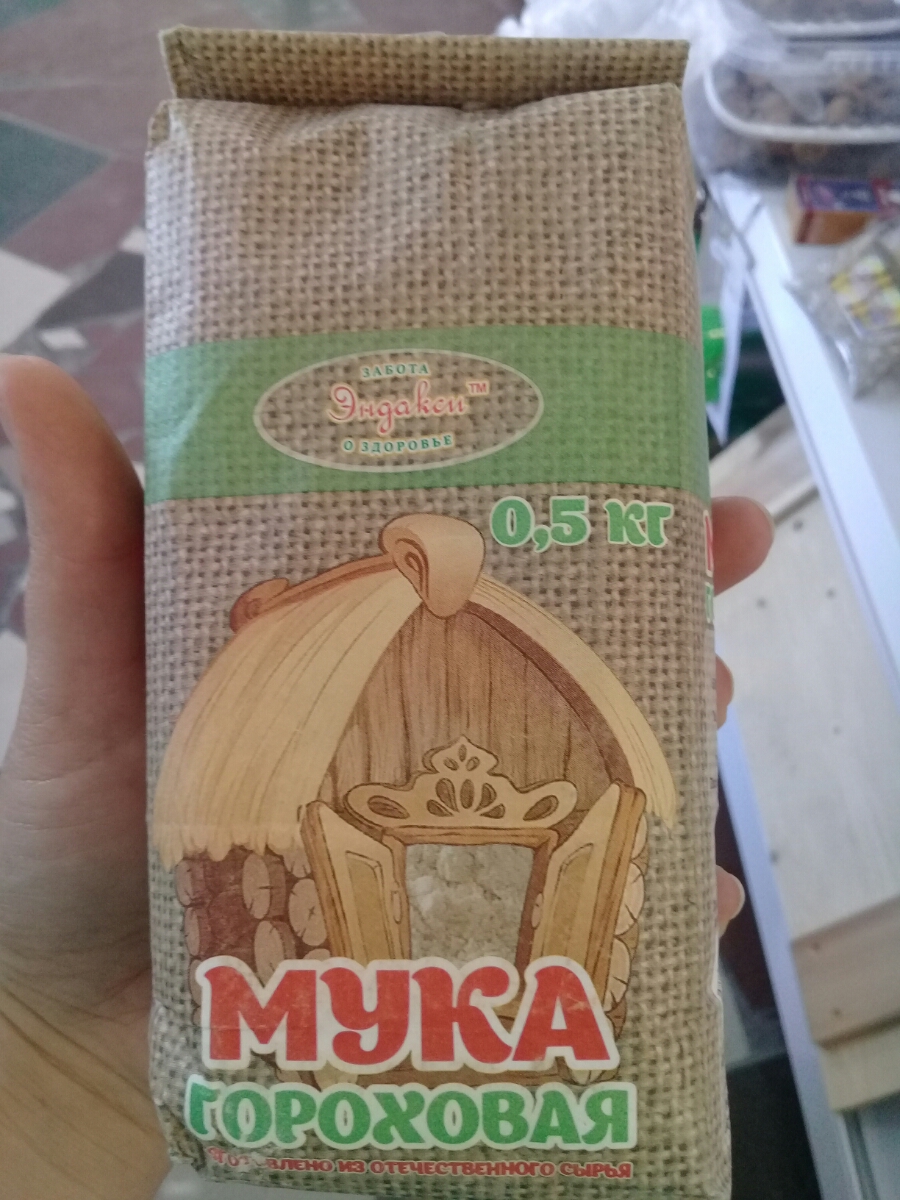 ЗАБОТА
Эндакси™
О ЗДОРОВЬЕ
0,5 кг
МУКА
ГОРОХОВАЯ
ИЗ ОТЕЧЕСТВЕННОГО СЫРЬЯ